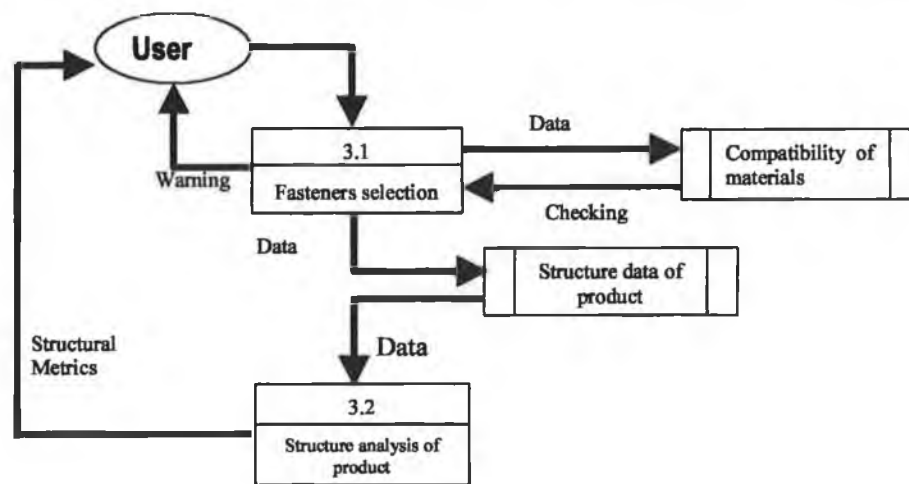 User
3.1
Fasteners selection
Warning
Data
Compatibility of
materials
Checking
Data
Structure data of
product
Structural
Metrics
Data
3.2
Structure analysis of
product